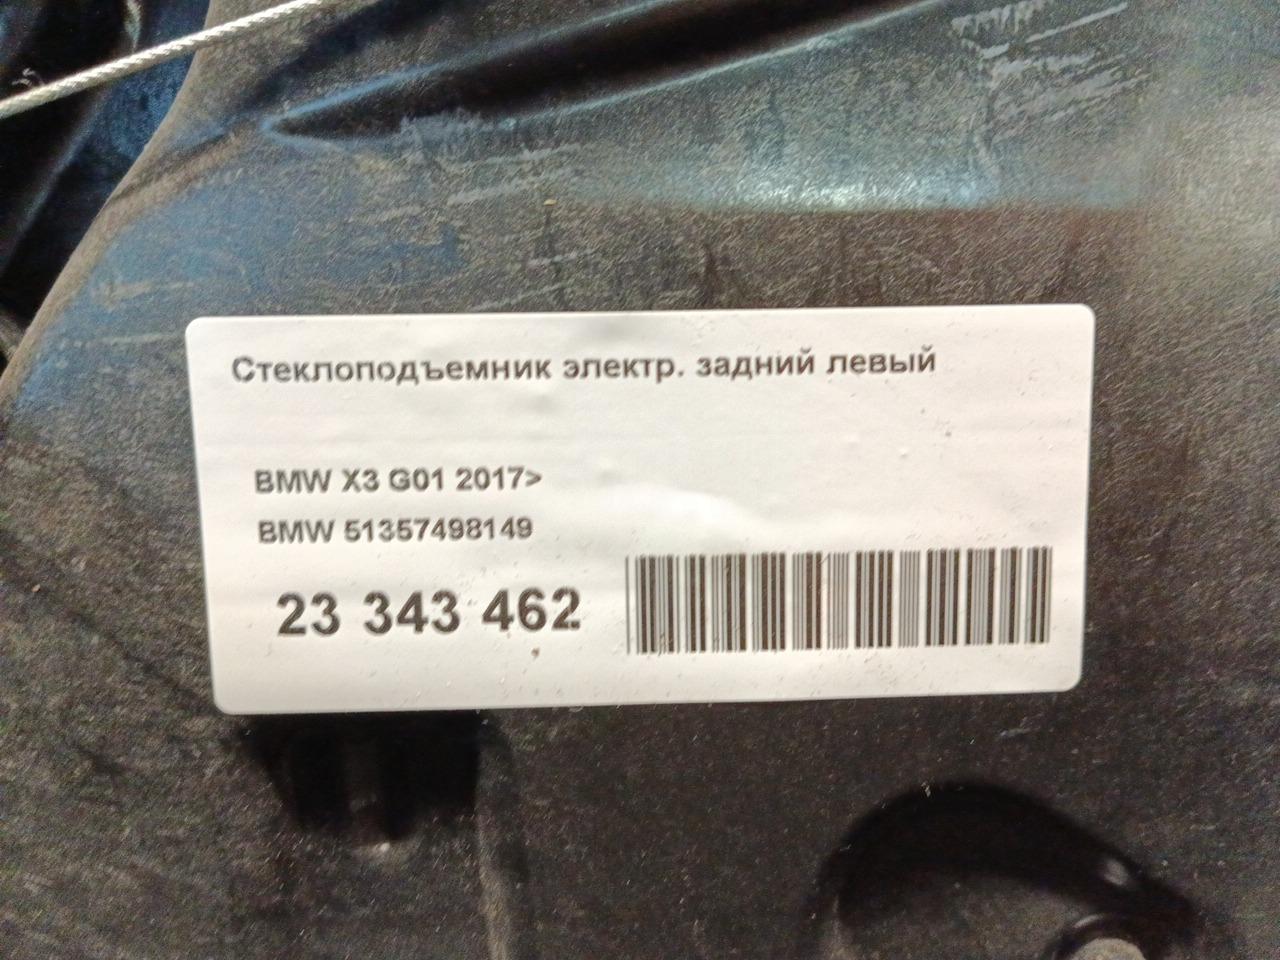 Стеклоподъемник электр. задний левый
BMW X3 G01 2017>
BMW 51357498149
23 343 462